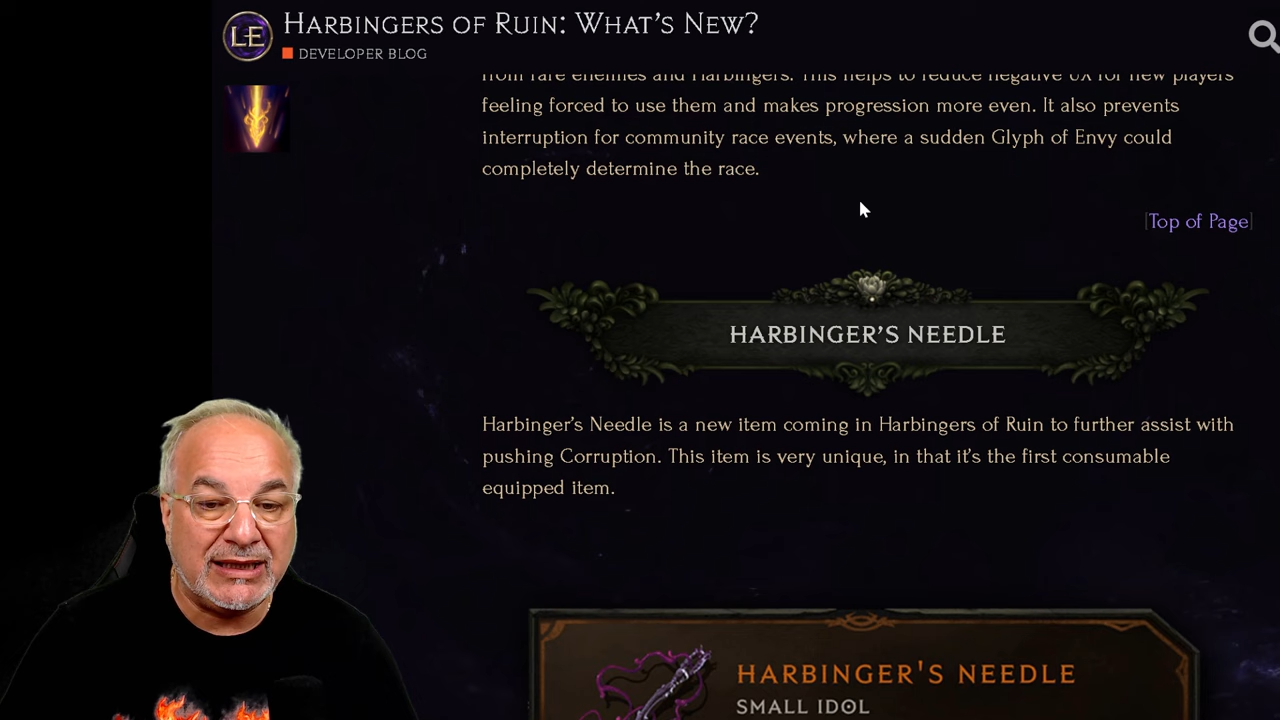 LE
HARBINGERS OF RUIN: WHAT'S NEW?
DEVELOPER BLOG
from rare enemies and Harbingers. This helps to reduce negative UX for new players
feeling forced to use them and makes progression more even. It also prevents
interruption for community race events, where a sudden Glyph of Envy could
completely determine the race.
[Top of Page]
HARBINGER'S NEEDLE
Harbinger's Needle is a new item coming in Harbingers of Ruin to further assist with
pushing Corruption. This item is very unique, in that it's the first consumable
equipped item.
HARBINGER'S NEEDLE
SMALL IDOL